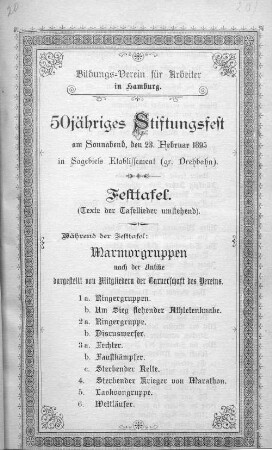 Bildungs-Verein für Arbeiter
in Hamburg.
50jähriges Stiftungsfest
am Sonnabend, den 23. Februar 1895
in Sagebiels Etablissement (gr. Drehbahn).
Festtafel.
(Texte der Tafellieder umstehend).
Während der Festtafel:
Marmorgruppen
nach der Antike
dargestellt von Mitgliedern der Turnerschaft des Vereins.
1 a. Ringergruppen.
b. Um Sieg flehender Athletenknabe.
2 a. Ringergruppe.
b. Discuswerfer.
3 a. Fechter.
b. Faustkämpfer.
c. Sterbender Kelte.
4. Sterbender Krieger von Marathon.
5. Laokoongruppe.
6. Wettläufer.